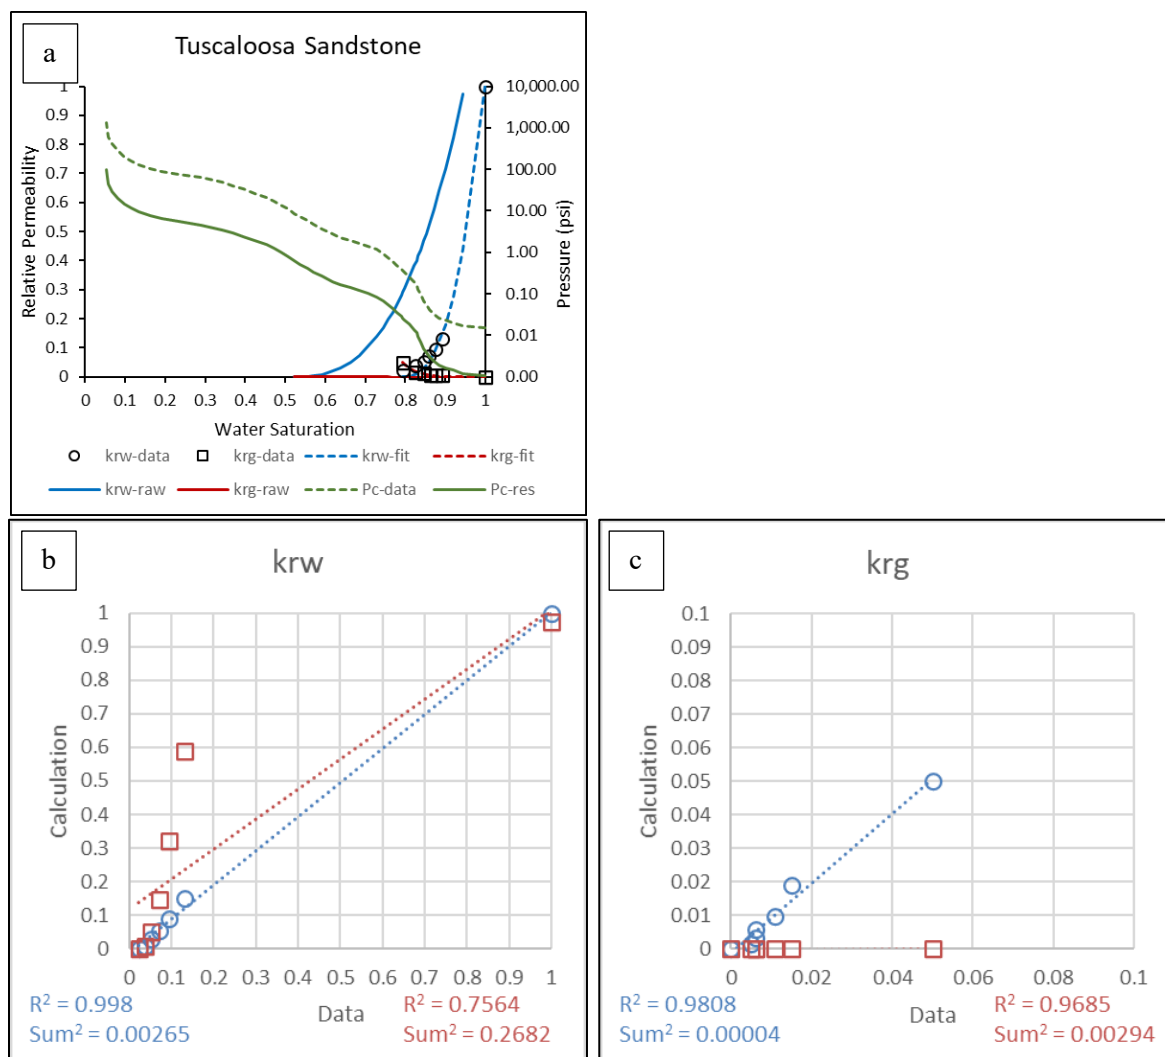 a
Tuscaloosa Sandstone
Relative Permeability
1
0.9
0.8
0.7
0.6
0.5
0.4
0.3
0.2
0.1
0
10,000.00
1,000.00
100.00
10.00
1.00
0.10
0.01
0.00
Pressure (psi)
0 0.1 0.2 0.3 0.4 0.5 0.6 0.7 0.8 0.9 1
Water Saturation
krw-data krg-data krw-fit krg-fit
krw-raw krg-raw Pc-data Pc-res
b
krw
Calculation
1
0.9
0.8
0.7
0.6
0.5
0.4
0.3
0.2
0.1
0
0 0.1 0.2 0.3 0.4 0.5 0.6 0.7 0.8 0.9 1
Data
R² = 0.998
Sum² = 0.00265
R² = 0.7564
Sum² = 0.2682
c
krg
Calculation
0.1
0.09
0.08
0.07
0.06
0.05
0.04
0.03
0.02
0.01
0
0 0.02 0.04 0.06 0.08 0.1
Data
R² = 0.9808
Sum² = 0.00004
R² = 0.9685
Sum² = 0.00294